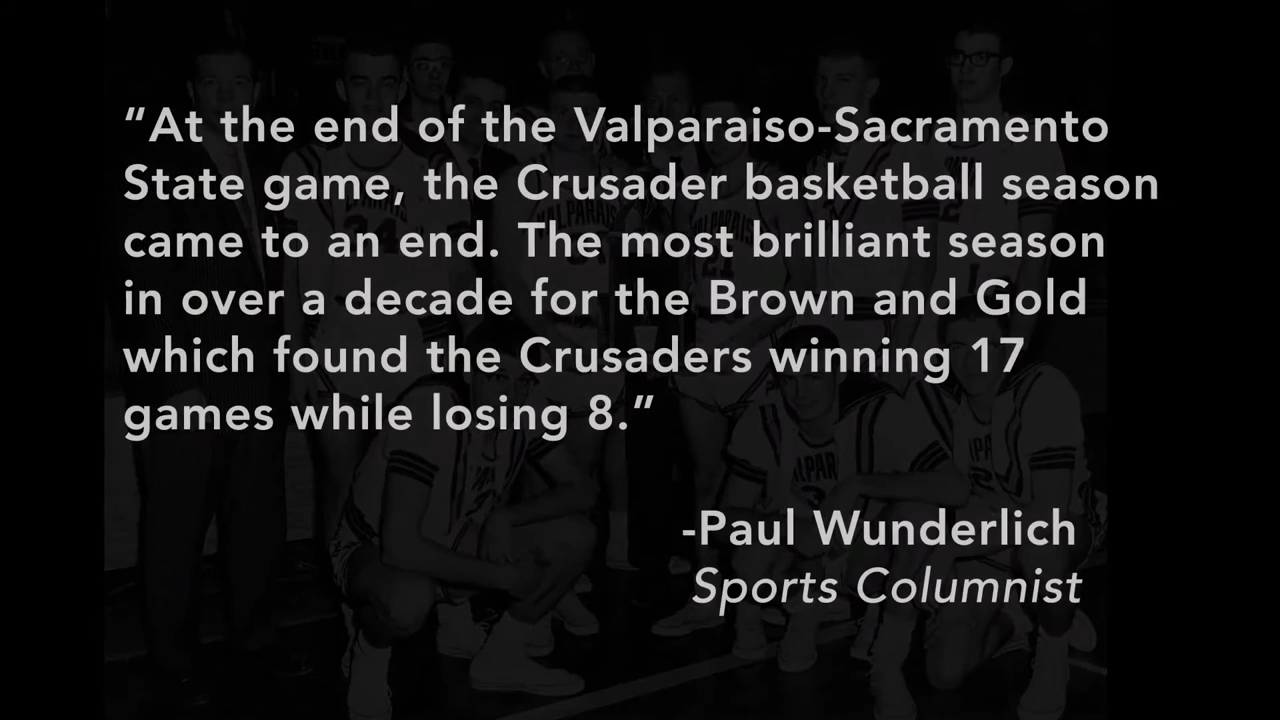 “At the end of the Valparaiso-Sacramento
State game, the Crusader basketball season
came to an end. The most brilliant season
in over a decade for the Brown and Gold
which found the Crusaders winning 17
games while losing 8.”
-Paul Wunderlich
Sports Columnist